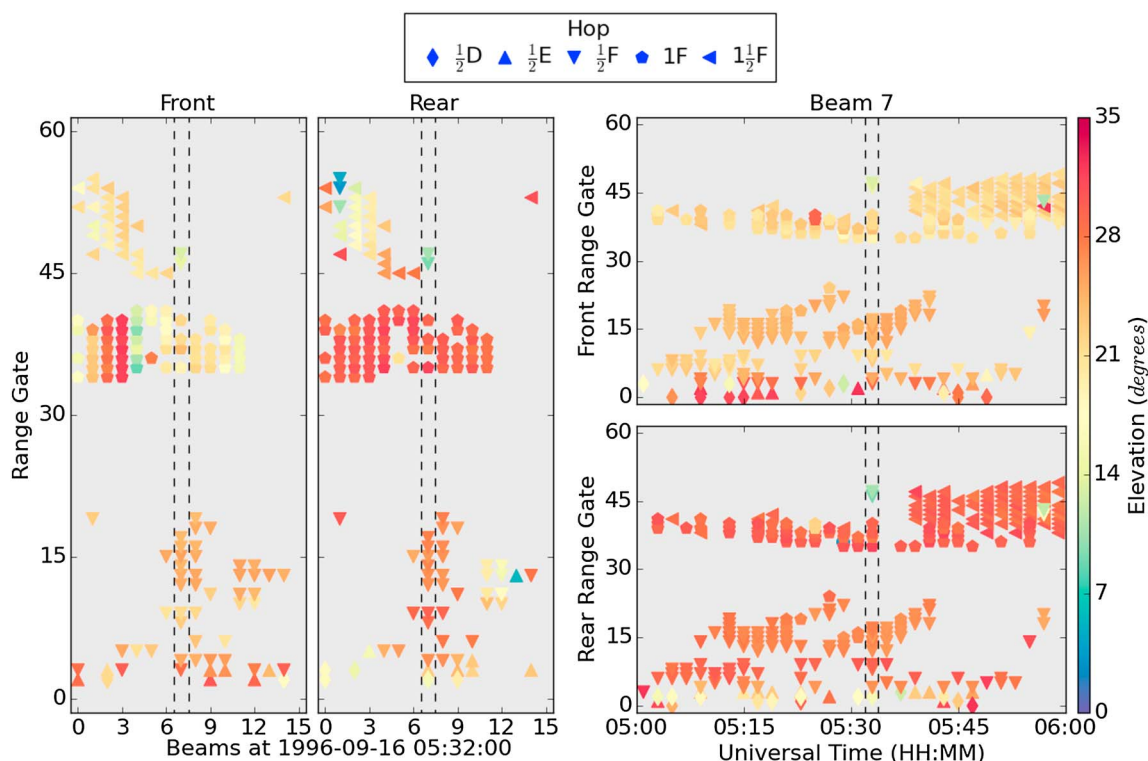 Hop
½D ½E ½F 1F 1½F
Front Rear Beam 7
60 45 30 15 0
Range Gate
0 3 6 9 12 15
0 3 6 9 12 15
Beams at 1996-09-16 05:32:00
60 45 30 15 0
Front Range Gate
60 45 30 15 0
Rear Range Gate
05:00 05:15 05:30 05:45 06:00
Universal Time (HH:MM)
35 28 21 14 7 0
Elevation (degrees)